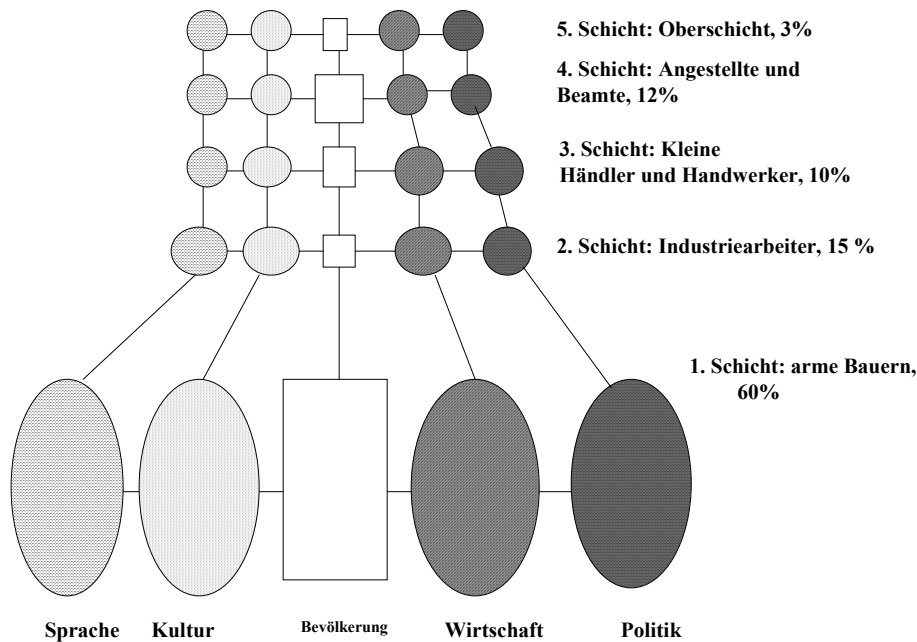 5. Schicht: Oberschicht, 3%
4. Schicht: Angestellte und
Beamte, 12%
3. Schicht: Kleine
Händler und Handwerker, 10%
2. Schicht: Industriearbeiter, 15 %
1. Schicht: arme Bauern,
60%
Sprache Kultur Bevölkerung Wirtschaft Politik